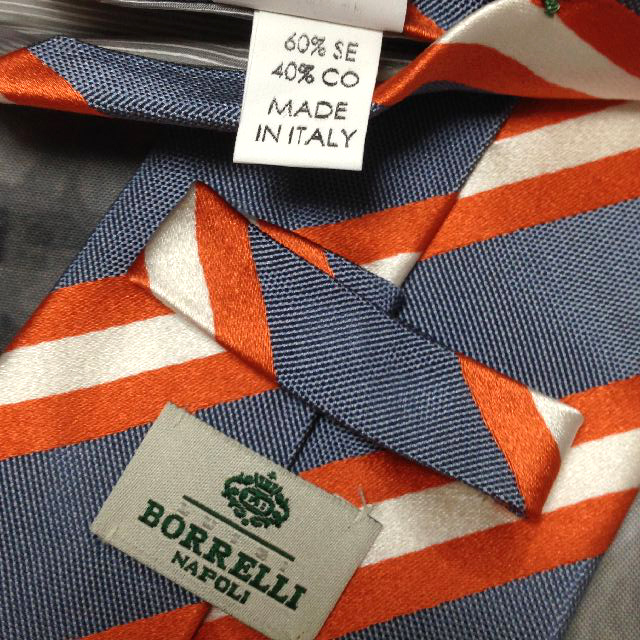 60% SE
40% CO
MADE
IN ITALY
BORRELLI
NAPOLI